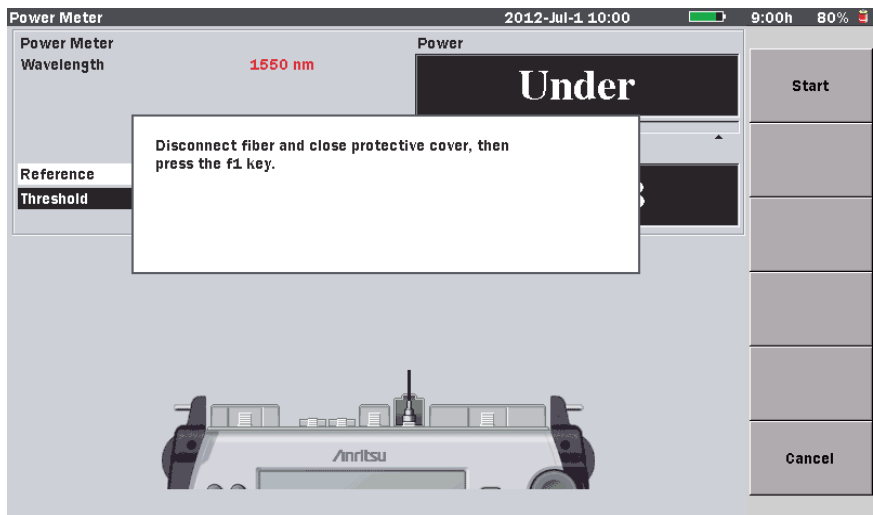 Power Meter 2012-Jul-1 10:00 9:00h 80%
Power Meter
Wavelength 1550 nm
Power
Under
Disconnect fiber and close protective cover, then
press the f1 key.
Reference
Threshold
Start
Cancel
Anritsu